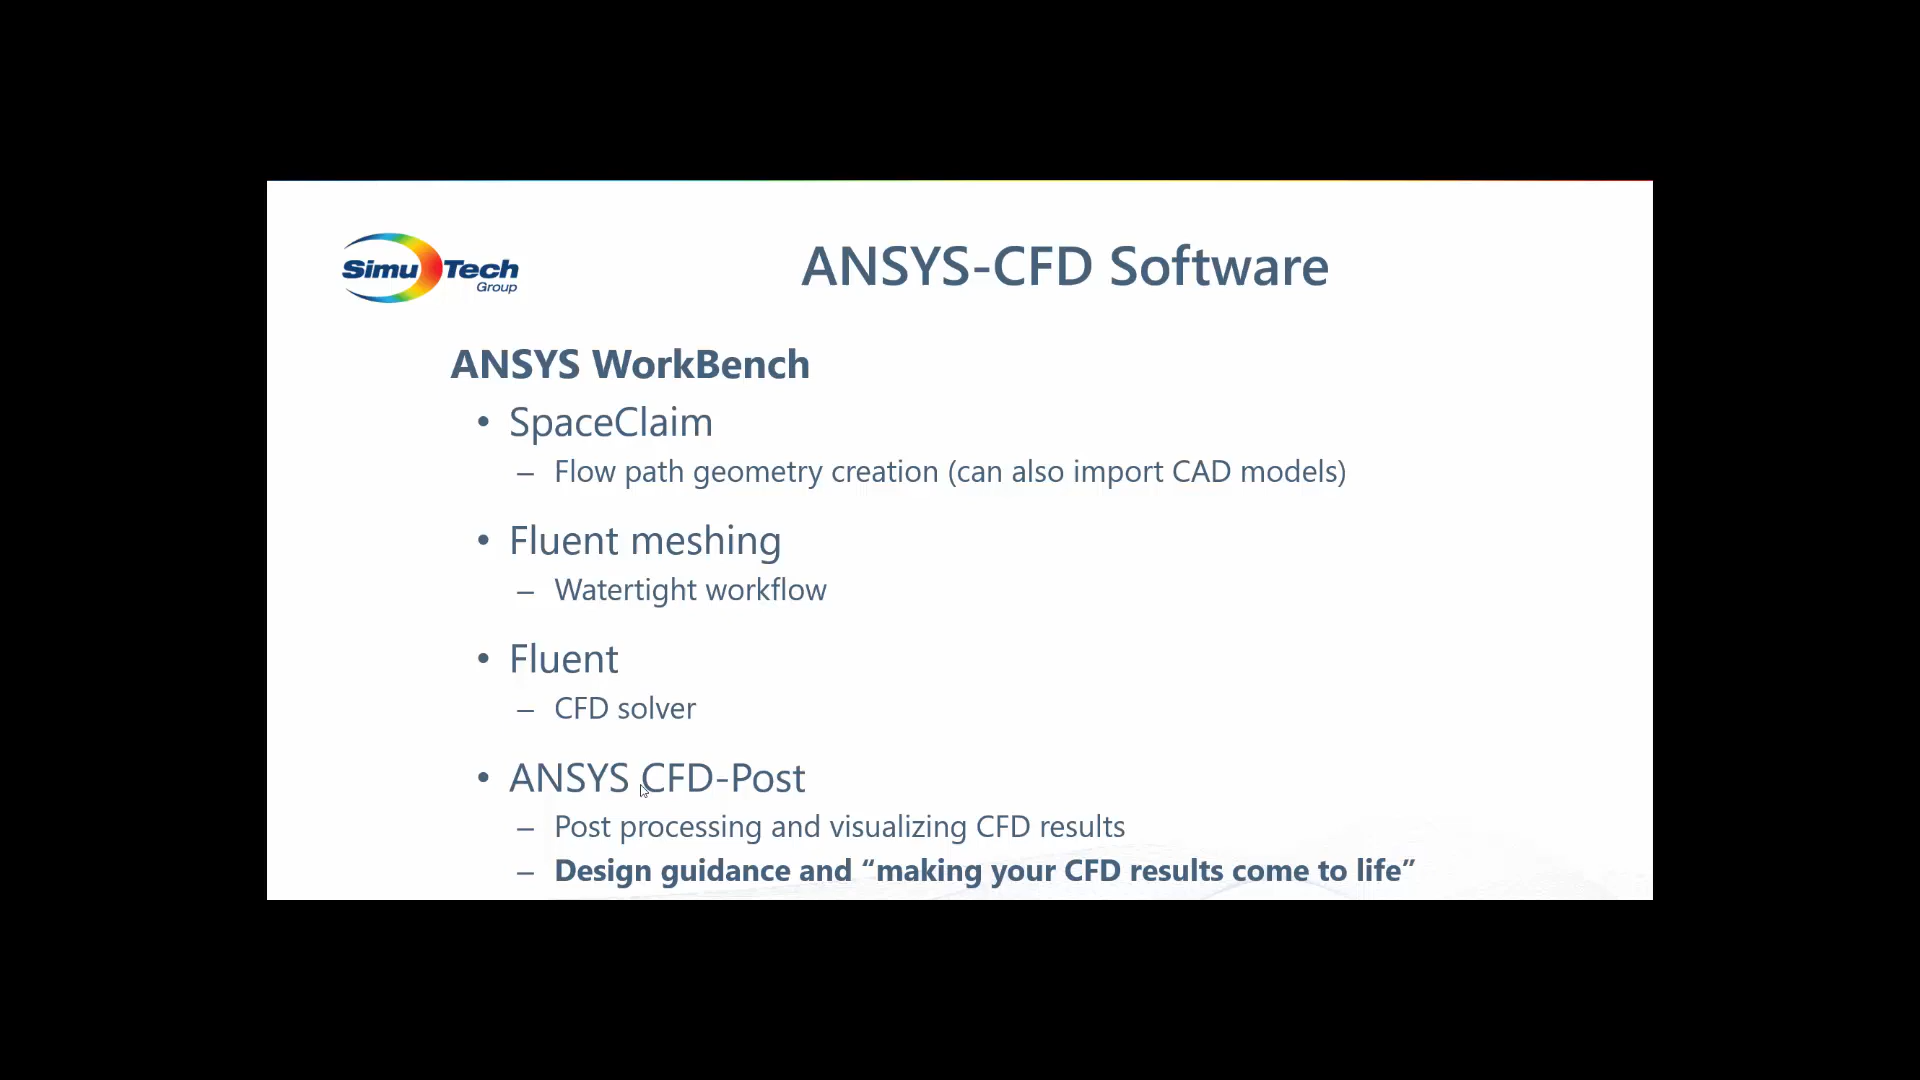 SimuTech
Group
ANSYS-CFD Software
ANSYS WorkBench
• SpaceClaim
– Flow path geometry creation (can also import CAD models)
• Fluent meshing
– Watertight workflow
• Fluent
– CFD solver
• ANSYS CFD-Post
– Post processing and visualizing CFD results
– Design guidance and “making your CFD results come to life”